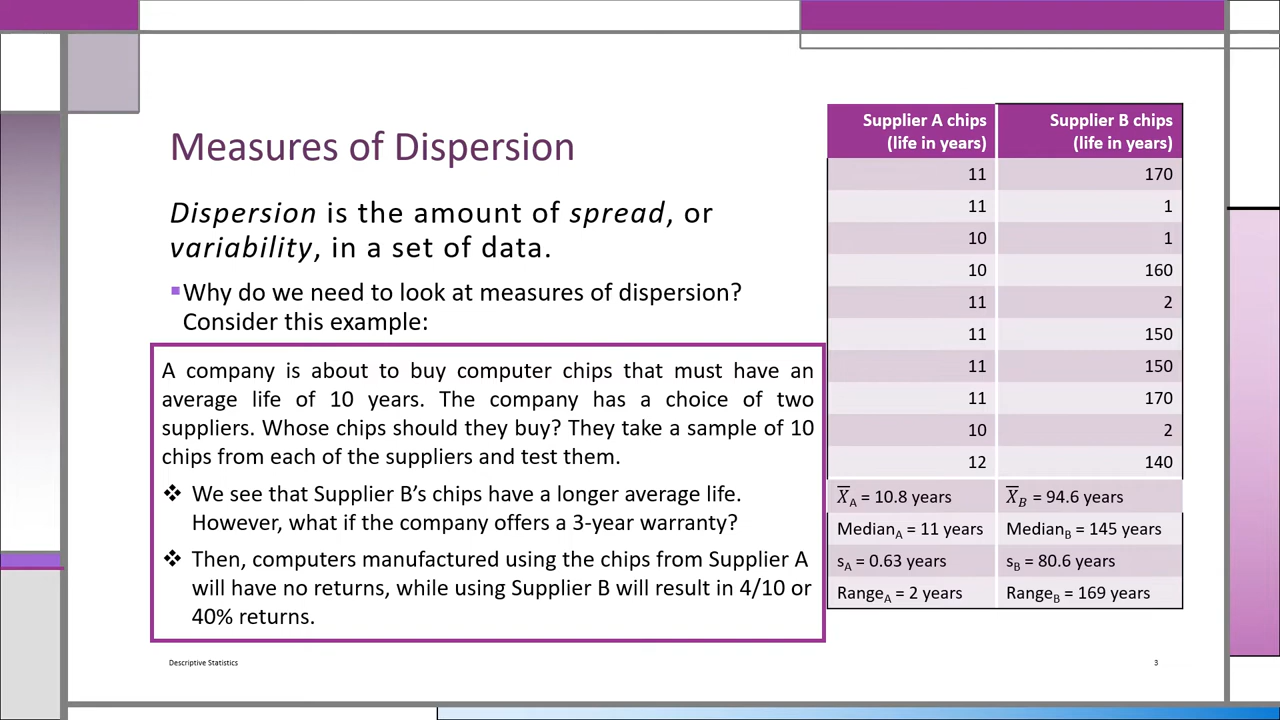 Measures of Dispersion
Dispersion is the amount of spread, or
variability, in a set of data.
▪Why do we need to look at measures of dispersion?
Consider this example:
A company is about to buy computer chips that must have an
average life of 10 years. The company has a choice of two
suppliers. Whose chips should they buy? They take a sample of 10
chips from each of the suppliers and test them.
❖ We see that Supplier B’s chips have a longer average life.
However, what if the company offers a 3-year warranty?
❖ Then, computers manufactured using the chips from Supplier A
will have no returns, while using Supplier B will result in 4/10 or
40% returns.
Supplier A chips Supplier B chips
(life in years) (life in years)
11 170
11 1
10 1
10 160
11 2
11 150
11 150
11 170
10 2
12 140
X̅A = 10.8 years X̅B = 94.6 years
MedianA = 11 years MedianB = 145 years
sA = 0.63 years sB = 80.6 years
RangeA = 2 years RangeB = 169 years
Descriptive Statistics 3